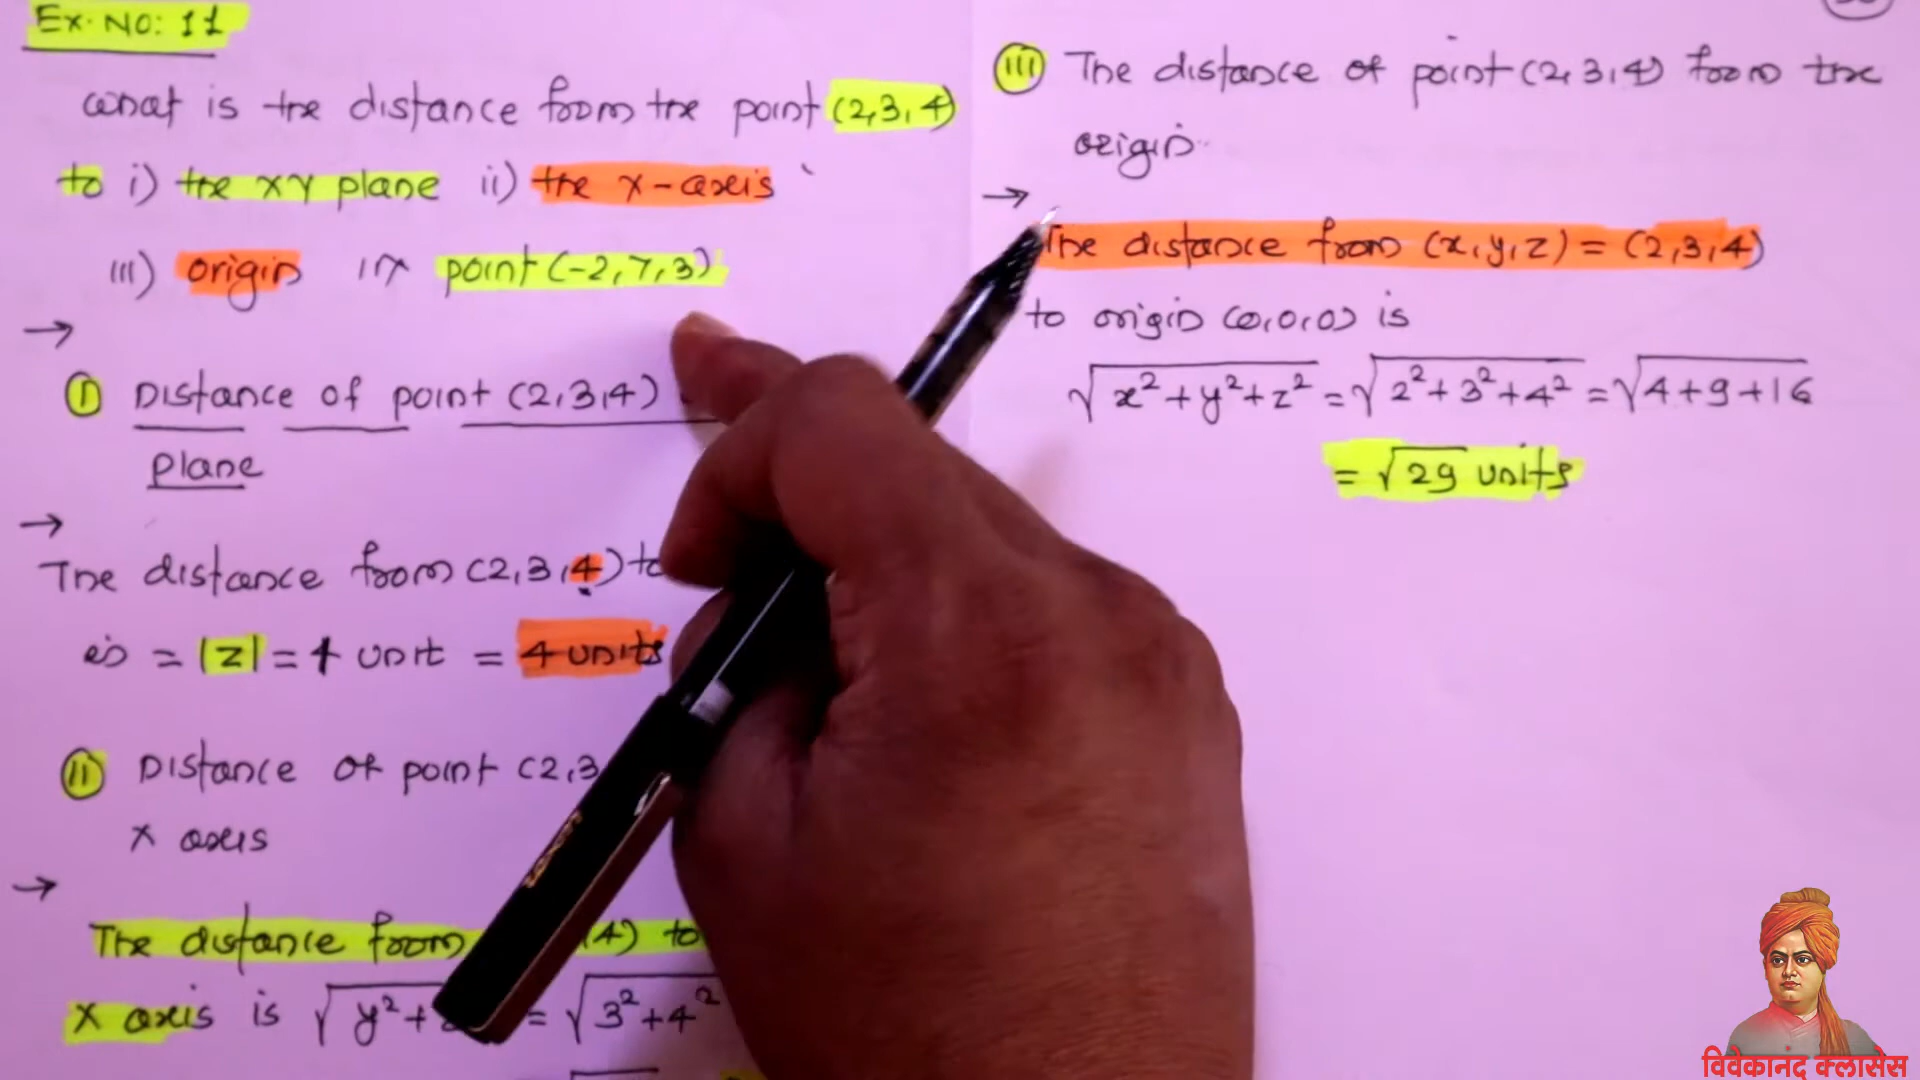 Ex. No: 11
What is the distance from the point (2,3,4)
to i) the XY plane ii) the x-axis
iii) origin iv point (-2,7,3)
→
i Distance of point (2,3,4)
plane
→
The distance from (2,3,4) to
is = |z| = 4 unit = 4 units
ii Distance of point (2,3
X axis
→
The distance from 4) to
X axis is √y²+ = √3²+4²
iii The distance of point (2,3,4) from the
origin
→
The distance from (x,y,z) = (2,3,4)
to origin (0,0,0) is
√x²+y²+z² = √2²+3²+4² = √4+9+16
= √29 units
विवेकानंद क्लासेस